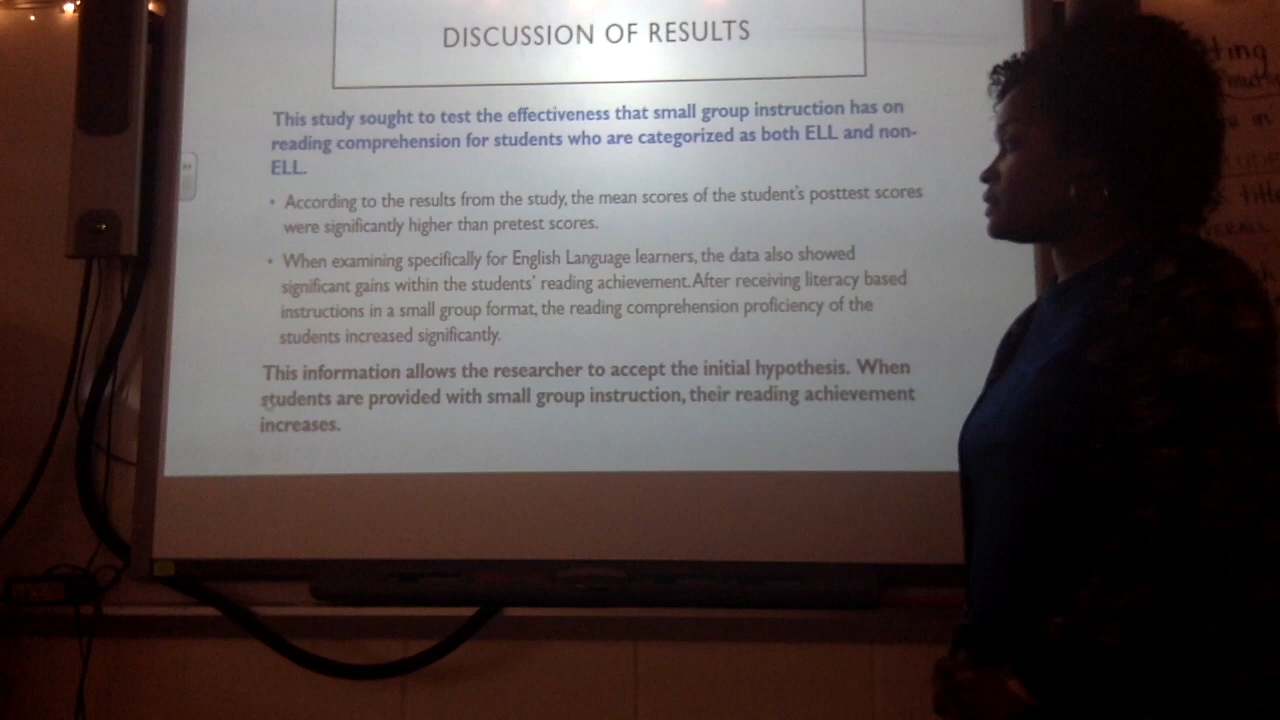 DISCUSSION OF RESULTS
This study sought to test the effectiveness that small group instruction has on
reading comprehension for students who are categorized as both ELL and non-
ELL.
• According to the results from the study, the mean scores of the student's posttest scores
were significantly higher than pretest scores.
• When examining specifically for English Language learners, the data also showed
significant gains within the students' reading achievement. After receiving literacy based
instructions in a small group format, the reading comprehension proficiency of the
students increased significantly.
This information allows the researcher to accept the initial hypothesis. When
students are provided with small group instruction, their reading achievement
increases.